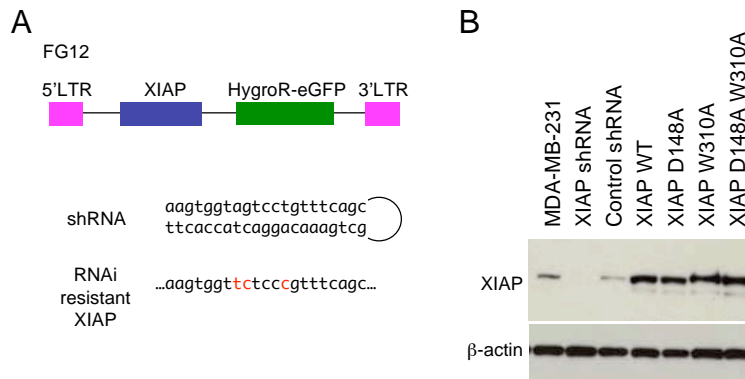 A
FG12
5'LTR XIAP HygroR-eGFP 3'LTR
shRNA
aagtggtagtcctgtttcagc
ttcaccatcaggacaaagtcg
RNAi
resistant
XIAP
...aagtggttctcccgtttcagc...
B
MDA-MB-231
XIAP shRNA
Control shRNA
XIAP WT
XIAP D148A
XIAP W310A
XIAP D148A W310A
XIAP
β-actin